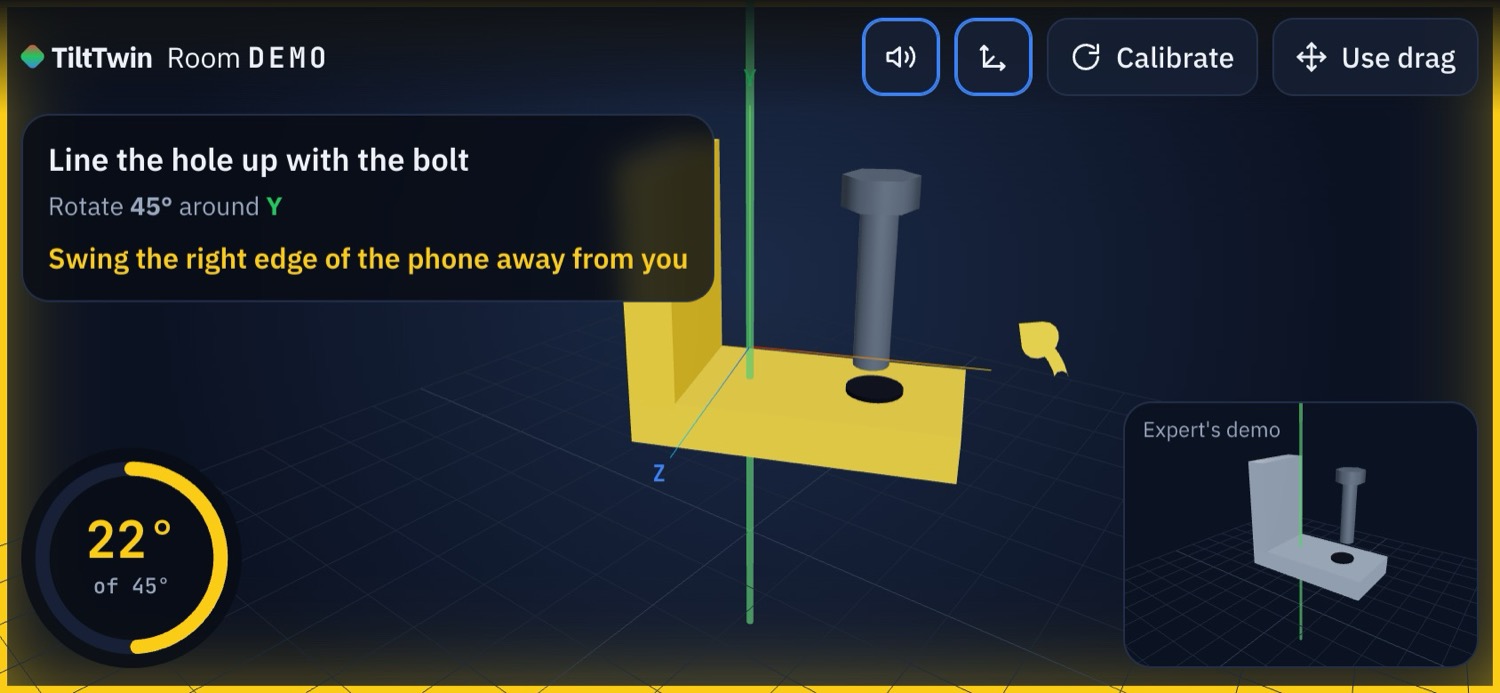 TiltTwin Room DEMO
Calibrate
Use drag
Line the hole up with the bolt
Rotate 45° around Y
Swing the right edge of the phone away from you
Z
Expert's demo
22°
of 45°